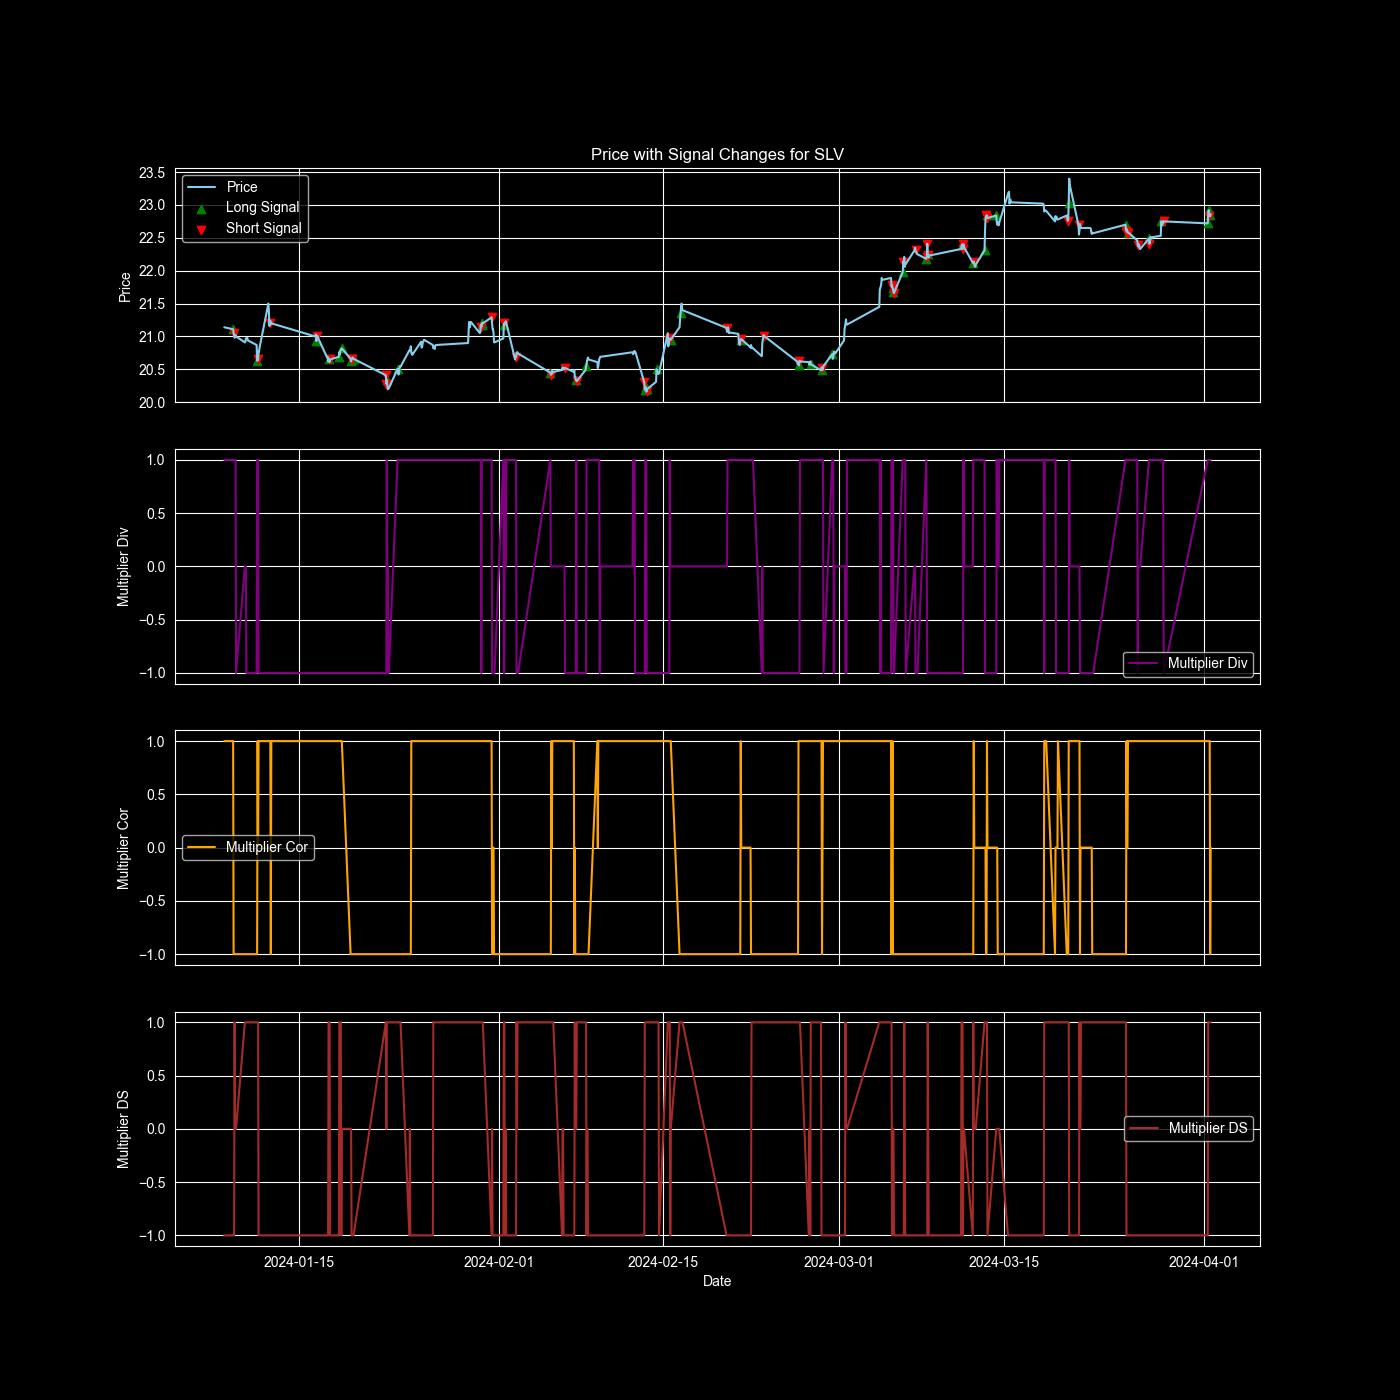 Price with Signal Changes for SLV
23.5
23.0
22.5
22.0
21.5
21.0
20.5
20.0
Price
Price
Long Signal
Short Signal
1.0
0.5
0.0
−0.5
−1.0
Multiplier Div
Multiplier Div
1.0
0.5
0.0
−0.5
−1.0
Multiplier Cor
Multiplier Cor
1.0
0.5
0.0
−0.5
−1.0
Multiplier DS
Multiplier DS
2024-01-15
2024-02-01
2024-02-15
2024-03-01
2024-03-15
2024-04-01
Date